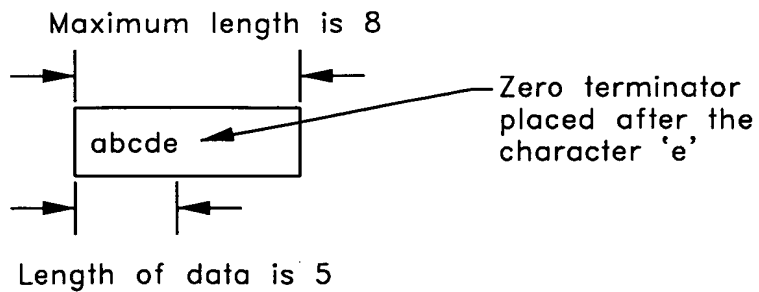 Maximum length is 8
abcde
Zero terminator
placed after the
character 'e'
Length of data is 5